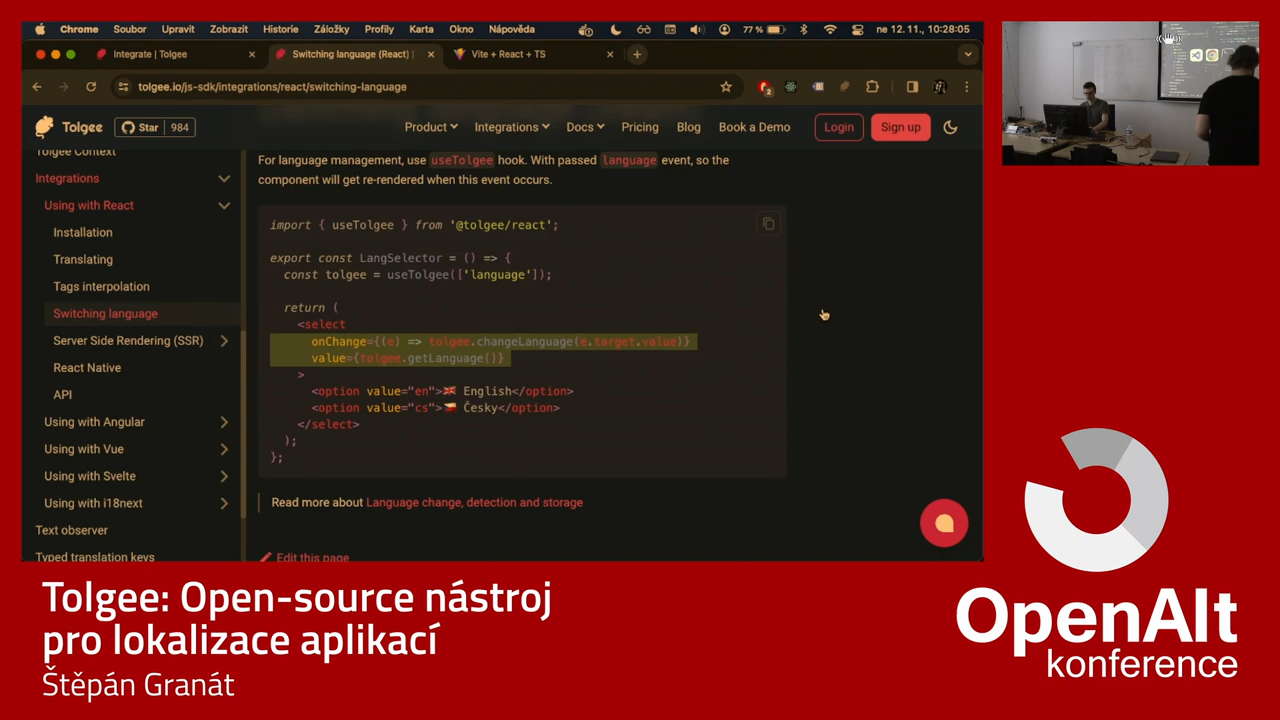 Chrome Soubor Upravit Zobrazit Historie Záložky Profily Karta Okno Nápověda 77 % ne 12. 11., 10:28:05
Integrate | Tolgee
Switching language (React) |
Vite + React + TS
tolgee.io/js-sdk/integrations/react/switching-language
2
Tolgee Star 984 Product Integrations Docs Pricing Blog Book a Demo Login Sign up
Tolgee Context
Integrations
Using with React
Installation
Translating
Tags interpolation
Switching language
Server Side Rendering (SSR)
React Native
API
Using with Angular
Using with Vue
Using with Svelte
Using with i18next
Text observer
Typed translation keys
For language management, use useTolgee hook. With passed language event, so the
component will get re-rendered when this event occurs.
import { useTolgee } from '@tolgee/react';
export const LangSelector = () => {
const tolgee = useTolgee(['language']);
return (
<select
onChange={(e) => tolgee.changeLanguage(e.target.value)}
value={tolgee.getLanguage()}
>
<option value="en">🇬🇧 English</option>
<option value="cs">🇨🇿 Česky</option>
</select>
);
};
Read more about Language change, detection and storage
Edit this page
Tolgee: Open-source nástroj
pro lokalizace aplikací
Štěpán Granát
OpenAlt
konference